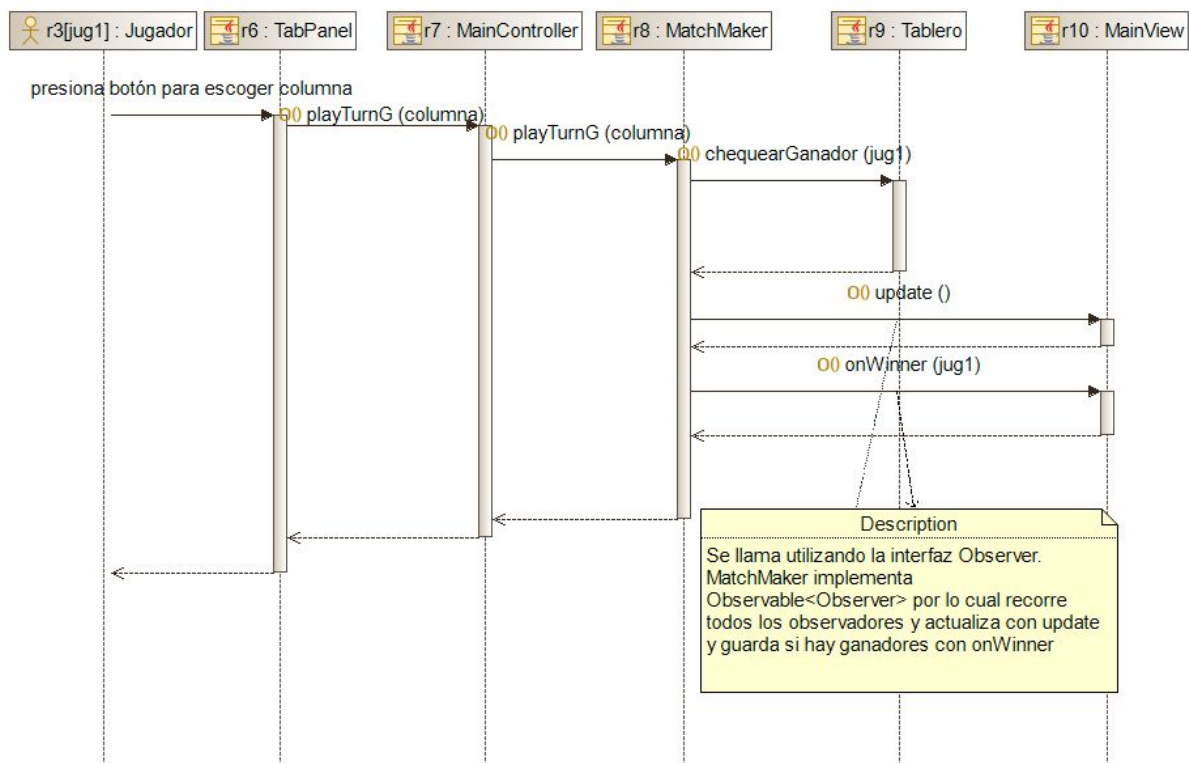 r3[jug1] : Jugador
r6 : TabPanel
r7 : MainController
r8 : MatchMaker
r9 : Tablero
r10 : MainView
presiona botón para escoger columna
O() playTurnG (columna)
O() playTurnG (columna)
O() chequearGanador (jug1)
O() update ()
O() onWinner (jug1)
Description
Se llama utilizando la interfaz Observer.
MatchMaker implementa
Observable<Observer> por lo cual recorre
todos los observadores y actualiza con update
y guarda si hay ganadores con onWinner